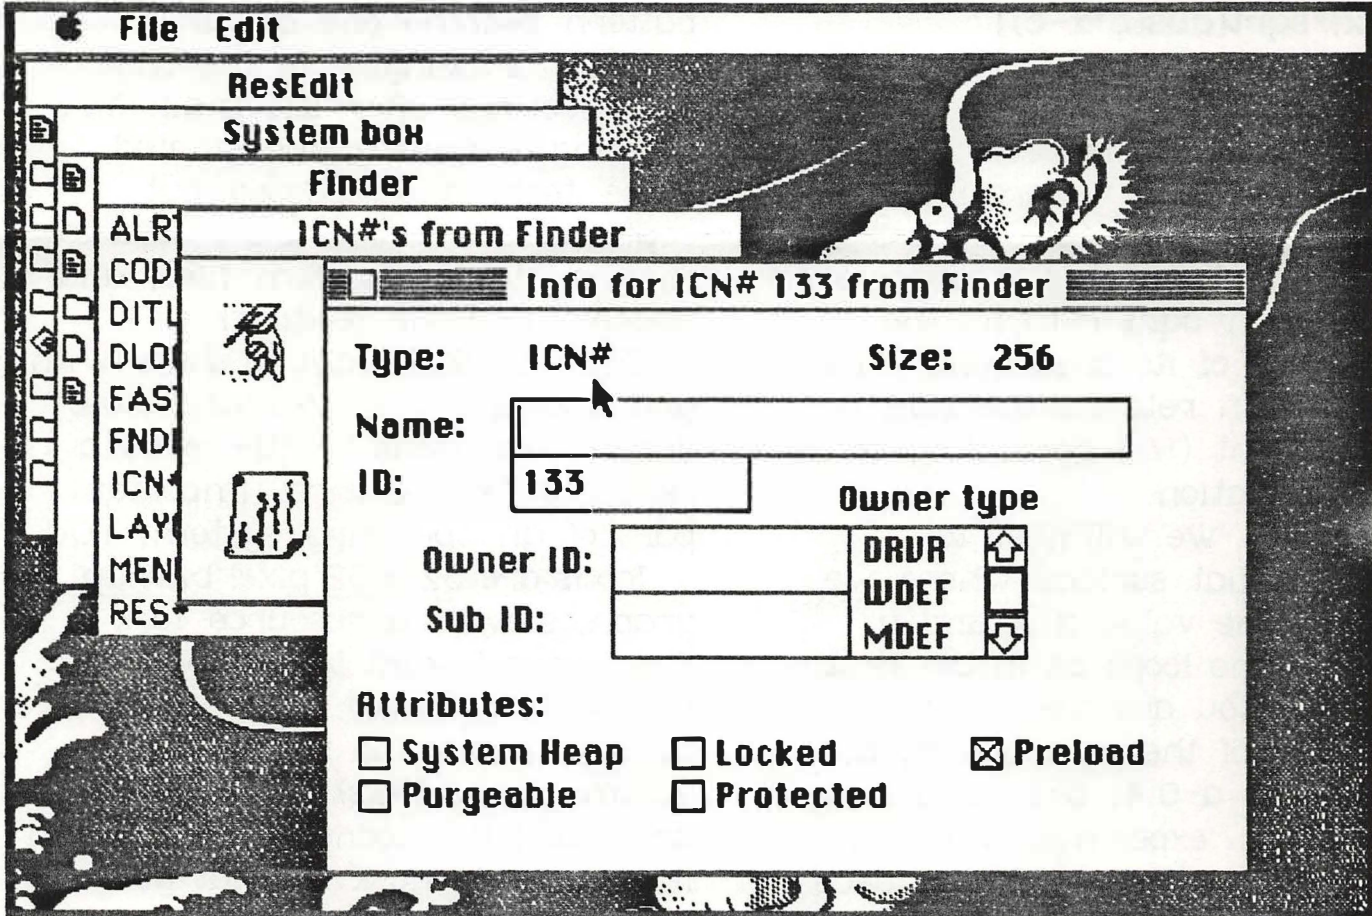 File Edit
ResEdit
System box
Finder
ICN#'s from Finder
ALRT
CODE
DITL
DLO
FAS
FND
ICN#
LAY
MEN
RES
Info for ICN# 133 from Finder
Type: ICN# Size: 256
Name:
ID: 133
Owner type
Owner ID:
Sub ID:
DRVR
WDEF
MDEF
Attributes:
System Heap Locked Preload
Purgeable Protected